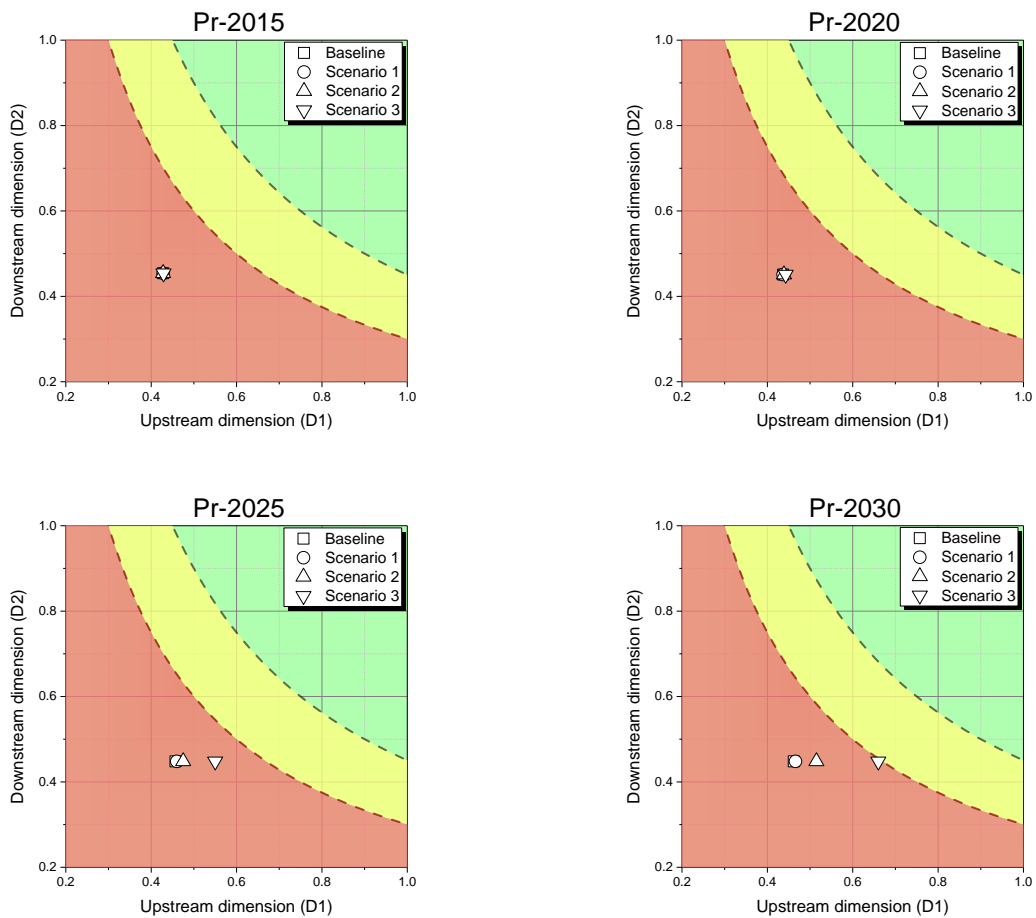 Pr-2015
1.0
0.8
0.6
0.4
0.2
0.2
0.4
0.6
0.8
1.0
Downstream dimension (D2)
Upstream dimension (D1)
Baseline
Scenario 1
Scenario 2
Scenario 3
Pr-2020
1.0
0.8
0.6
0.4
0.2
0.2
0.4
0.6
0.8
1.0
Downstream dimension (D2)
Upstream dimension (D1)
Baseline
Scenario 1
Scenario 2
Scenario 3
Pr-2025
1.0
0.8
0.6
0.4
0.2
0.2
0.4
0.6
0.8
1.0
Downstream dimension (D2)
Upstream dimension (D1)
Baseline
Scenario 1
Scenario 2
Scenario 3
Pr-2030
1.0
0.8
0.6
0.4
0.2
0.2
0.4
0.6
0.8
1.0
Downstream dimension (D2)
Upstream dimension (D1)
Baseline
Scenario 1
Scenario 2
Scenario 3